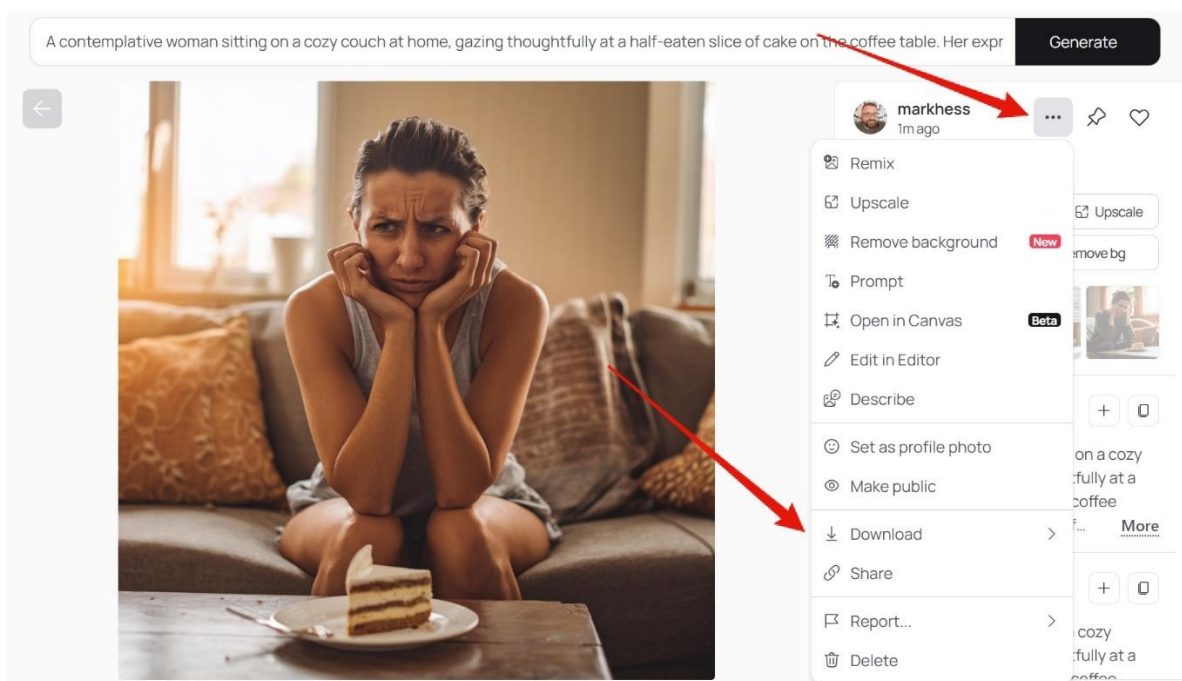 A contemplative woman sitting on a cozy couch at home, gazing thoughtfully at a half-eaten slice of cake on the coffee table. Her expr
Generate
markhess
1m ago
Remix
Upscale
Upscale
Remove background New
move bg
Prompt
Open in Canvas Beta
Edit in Editor
Describe
Set as profile photo
on a cozy
Make public
tfully at a
coffee
Download
More
Share
Report...
cozy
Delete
tfully at a